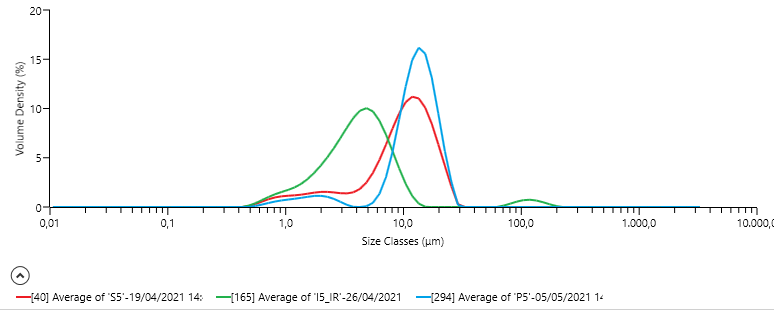 20
15
10
5
0
Volume Density (%)
0,01 0,1 1,0 10,0 100,0 1.000,0 10.000,0
Size Classes (µm)
[40] Average of 'S5'-19/04/2021 14: [165] Average of 'I5_IR'-26/04/2021 [294] Average of 'P5'-05/05/2021 14